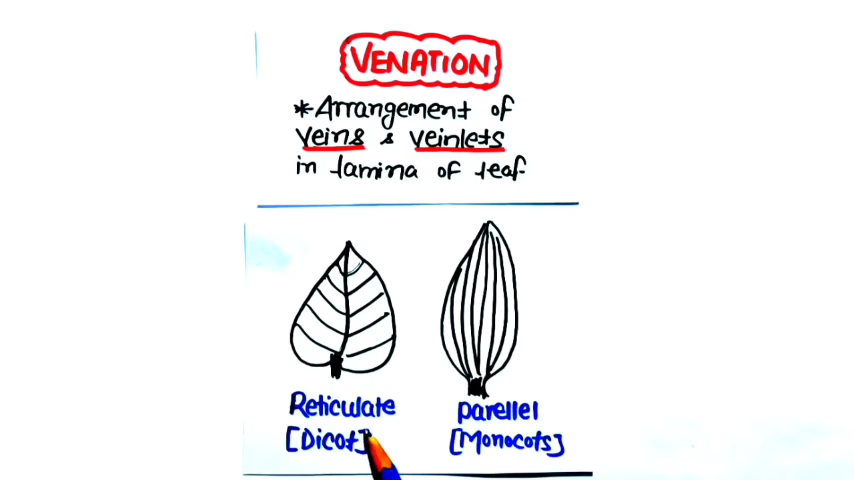 VENATION
*Arrangement of
veins & veinlets
in lamina of leaf
Reticulate
[Dicot]
Parellel
[Monocots]